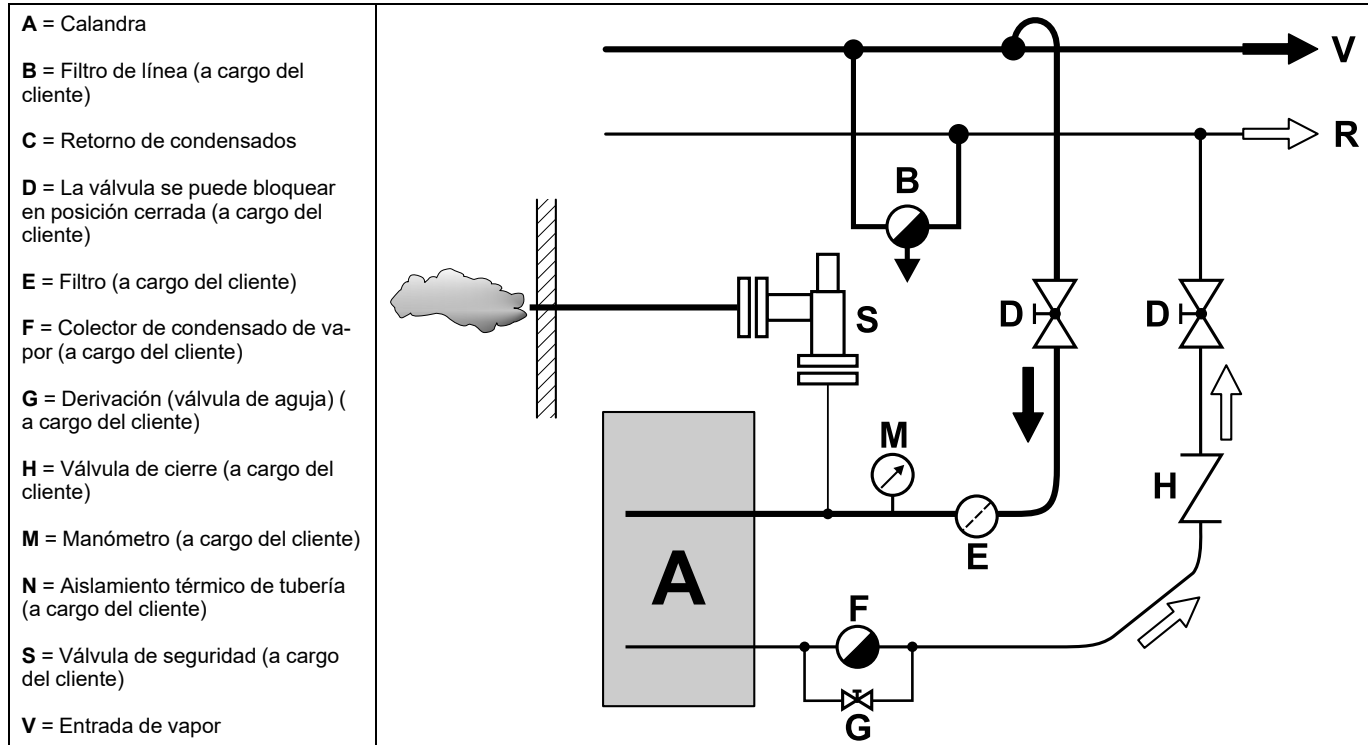 A = Calandra
B = Filtro de línea (a cargo del
cliente)
C = Retorno de condensados
D = La válvula se puede bloquear
en posición cerrada (a cargo del
cliente)
E = Filtro (a cargo del cliente)
F = Colector de condensado de va-
por (a cargo del cliente)
G = Derivación (válvula de aguja) (
a cargo del cliente)
H = Válvula de cierre (a cargo del
cliente)
M = Manómetro (a cargo del cliente)
N = Aislamiento térmico de tubería
(a cargo del cliente)
S = Válvula de seguridad (a cargo
del cliente)
V = Entrada de vapor
V
R
B
S
D
D
M
H
E
A
F
G